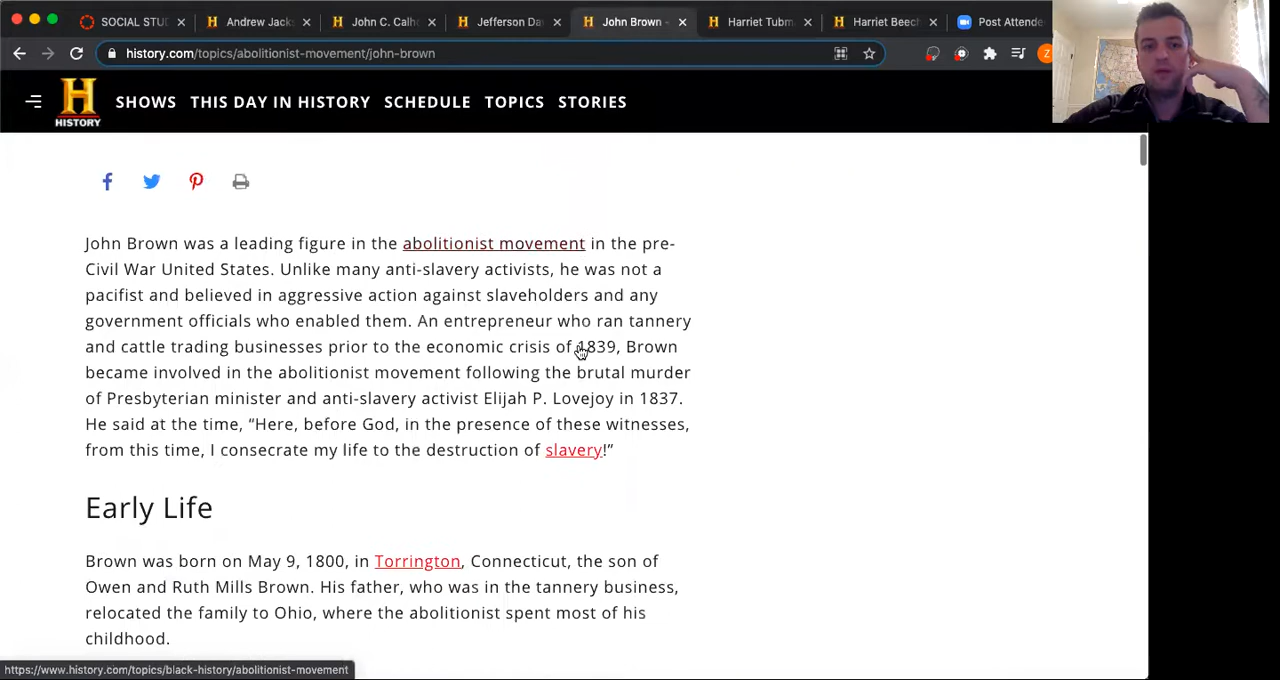 SOCIAL STUD
Andrew Jacks
John C. Calh
Jefferson Da
John Brown -
Harriet Tubm
Harriet Beech
Post Attende
history.com/topics/abolitionist-movement/john-brown
Z
H
HISTORY
SHOWS THIS DAY IN HISTORY SCHEDULE TOPICS STORIES
John Brown was a leading figure in the abolitionist movement in the pre-
Civil War United States. Unlike many anti-slavery activists, he was not a
pacifist and believed in aggressive action against slaveholders and any
government officials who enabled them. An entrepreneur who ran tannery
and cattle trading businesses prior to the economic crisis of 1839, Brown
became involved in the abolitionist movement following the brutal murder
of Presbyterian minister and anti-slavery activist Elijah P. Lovejoy in 1837.
He said at the time, “Here, before God, in the presence of these witnesses,
from this time, I consecrate my life to the destruction of slavery!”
Early Life
Brown was born on May 9, 1800, in Torrington, Connecticut, the son of
Owen and Ruth Mills Brown. His father, who was in the tannery business,
relocated the family to Ohio, where the abolitionist spent most of his
childhood.
https://www.history.com/topics/black-history/abolitionist-movement